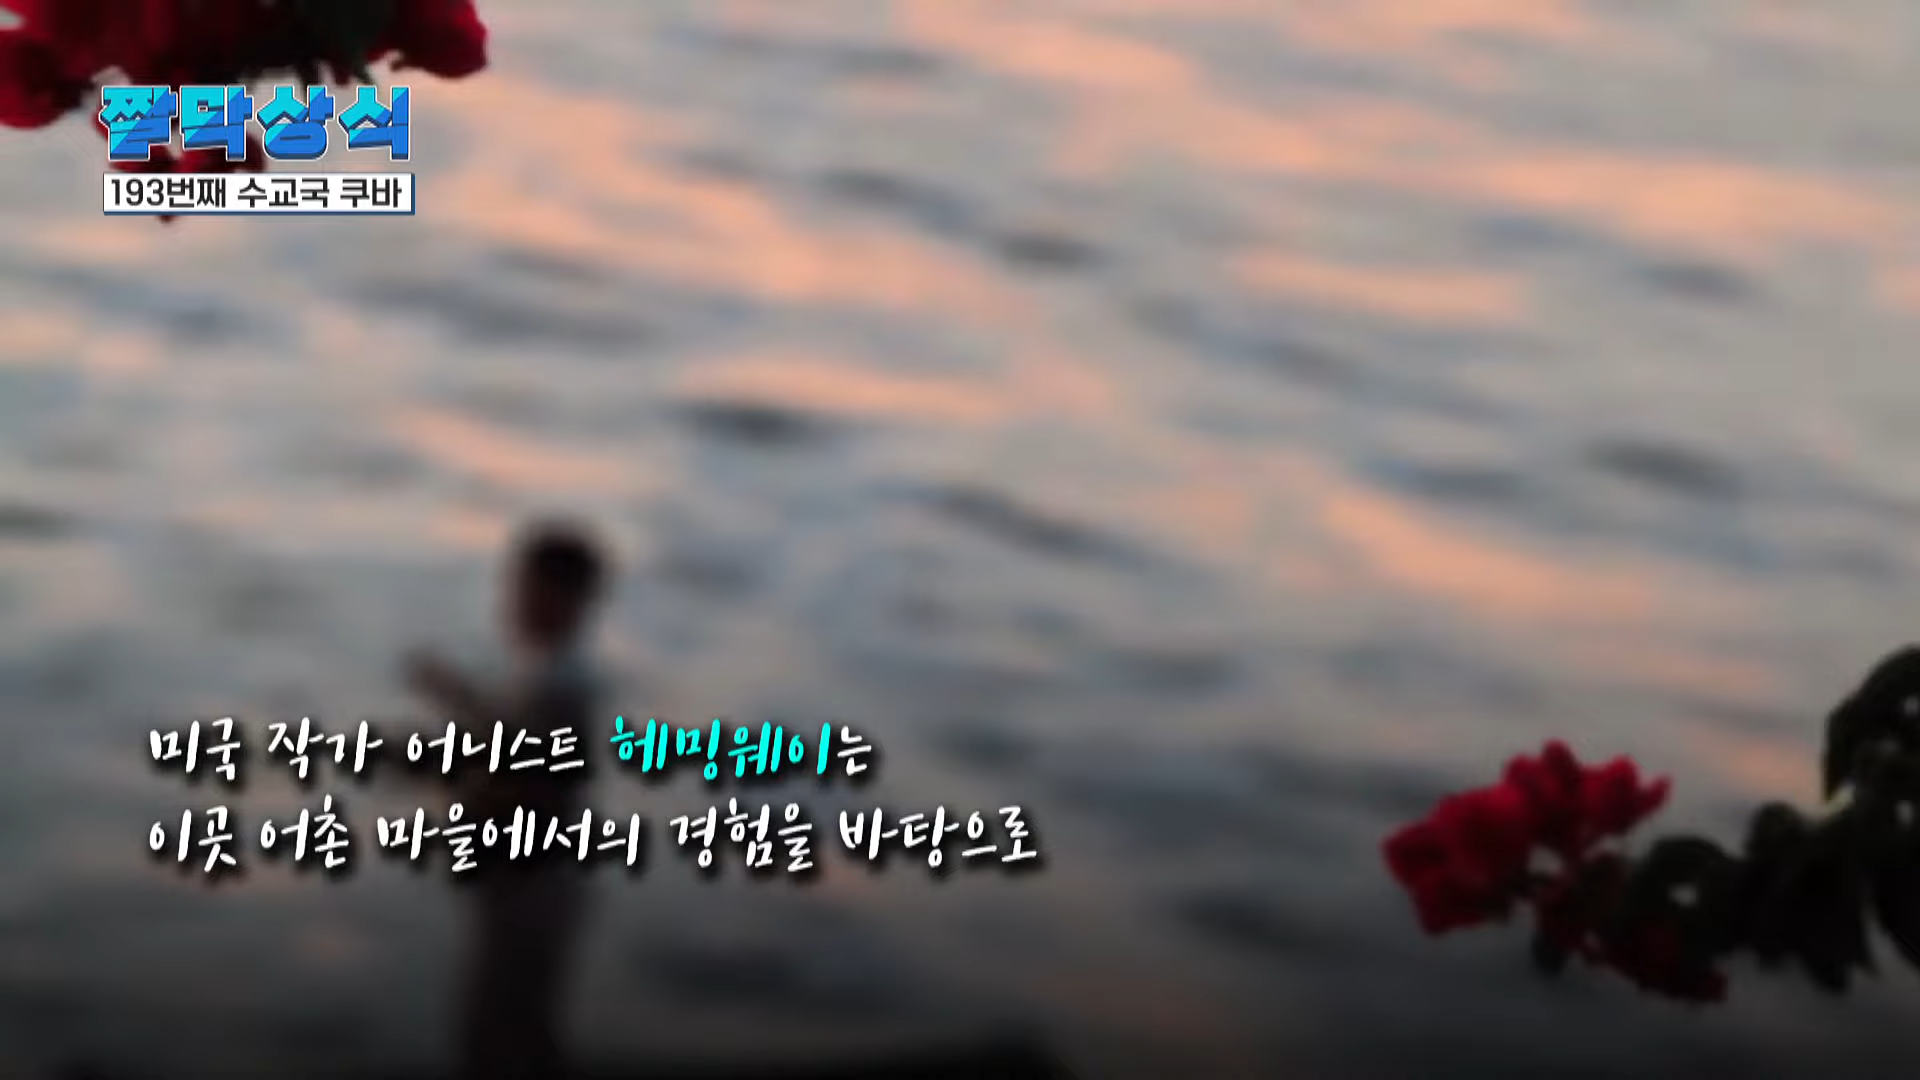 짤막상식
193번째 수교국 쿠바
미국 작가 어니스트 헤밍웨이는
이곳 어촌 마을에서의 경험을 바탕으로